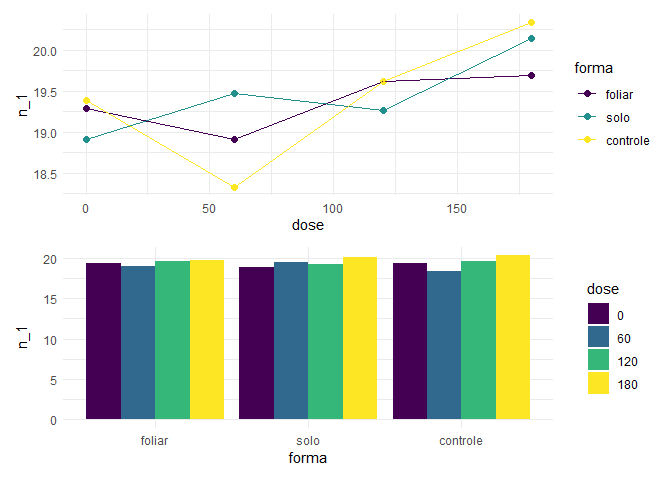 n_1
20.0
19.5
19.0
18.5
0 50 100 150
dose
forma
foliar
solo
controle
n_1
20
15
10
5
0
foliar solo controle
forma
dose
0
60
120
180